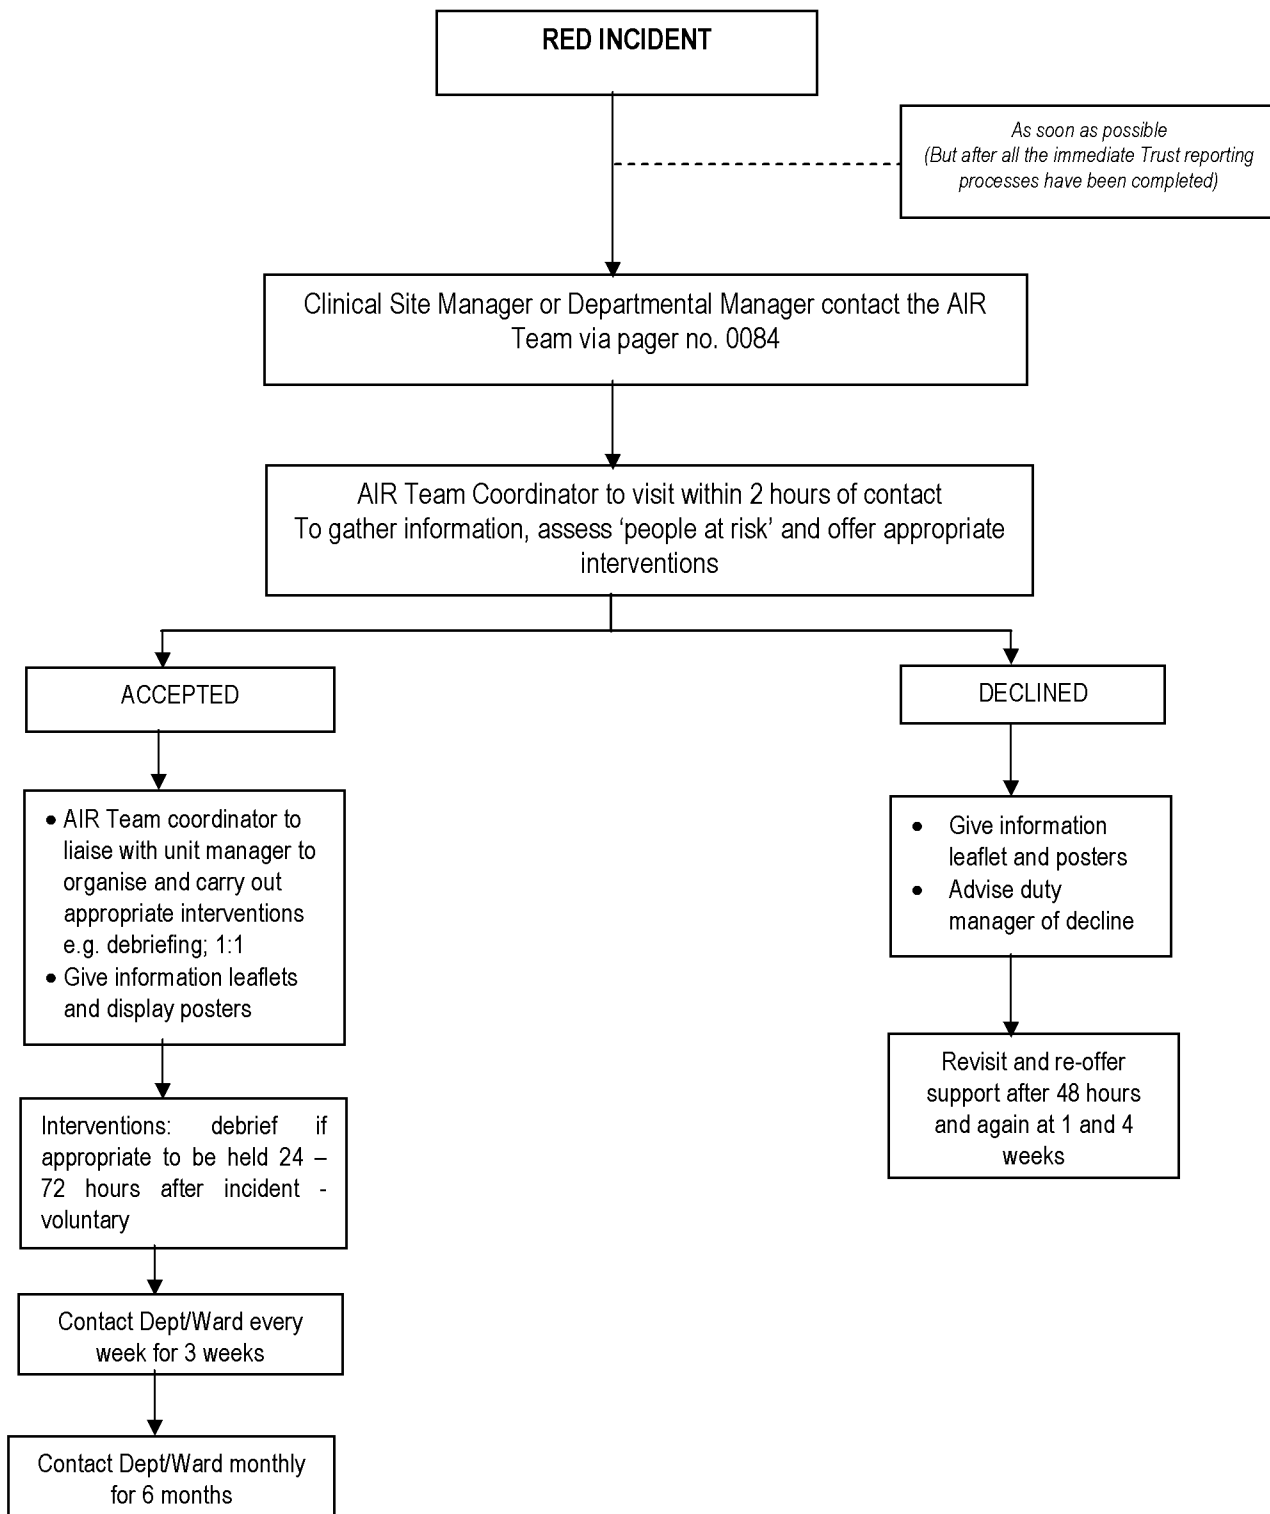 RED INCIDENT
As soon as possible
(But after all the immediate Trust reporting
processes have been completed)
Clinical Site Manager or Departmental Manager contact the AIR
Team via pager no. 0084
AIR Team Coordinator to visit within 2 hours of contact
To gather information, assess ‘people at risk’ and offer appropriate
interventions
ACCEPTED
• AIR Team coordinator to
liaise with unit manager to
organise and carry out
appropriate interventions
e.g. debriefing; 1:1
• Give information leaflets
and display posters
Interventions: debrief if
appropriate to be held 24 –
72 hours after incident -
voluntary
Contact Dept/Ward every
week for 3 weeks
Contact Dept/Ward monthly
for 6 months
DECLINED
• Give information
leaflet and posters
• Advise duty
manager of decline
Revisit and re-offer
support after 48 hours
and again at 1 and 4
weeks